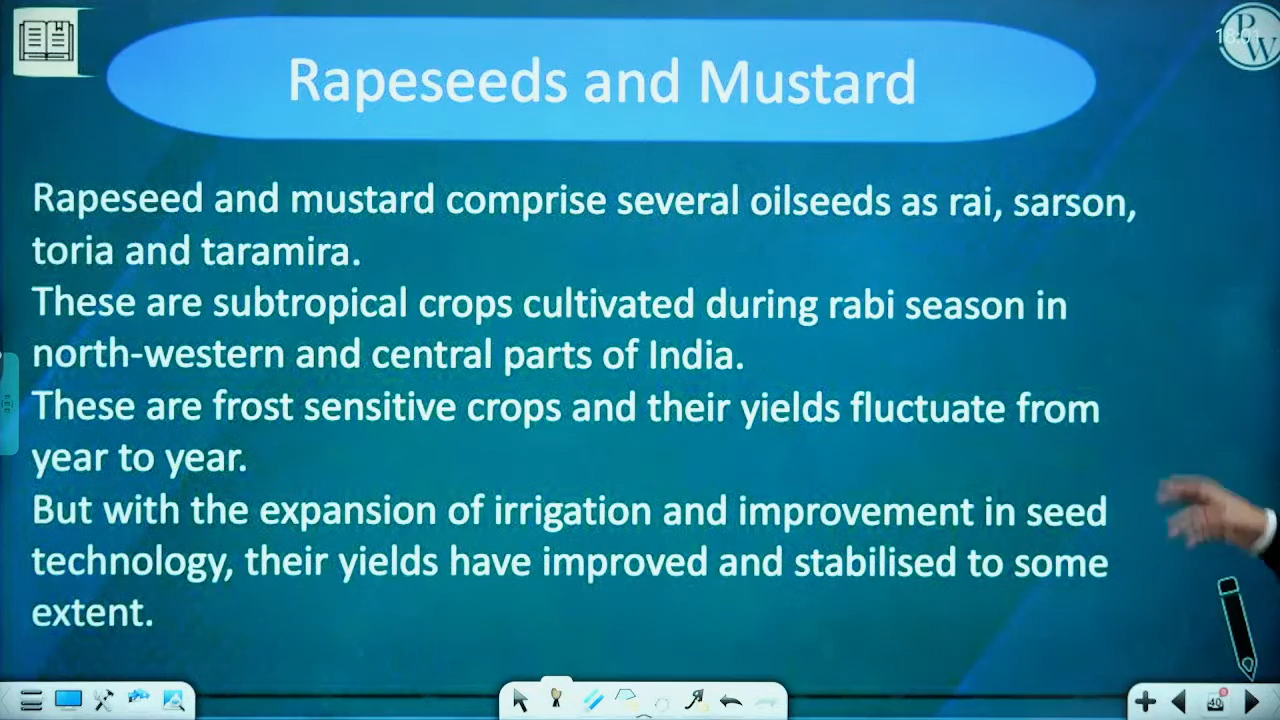 Rapeseeds and Mustard
Rapeseed and mustard comprise several oilseeds as rai, sarson,
toria and taramira.
These are subtropical crops cultivated during rabi season in
north-western and central parts of India.
These are frost sensitive crops and their yields fluctuate from
year to year.
But with the expansion of irrigation and improvement in seed
technology, their yields have improved and stabilised to some
extent.
PW
40